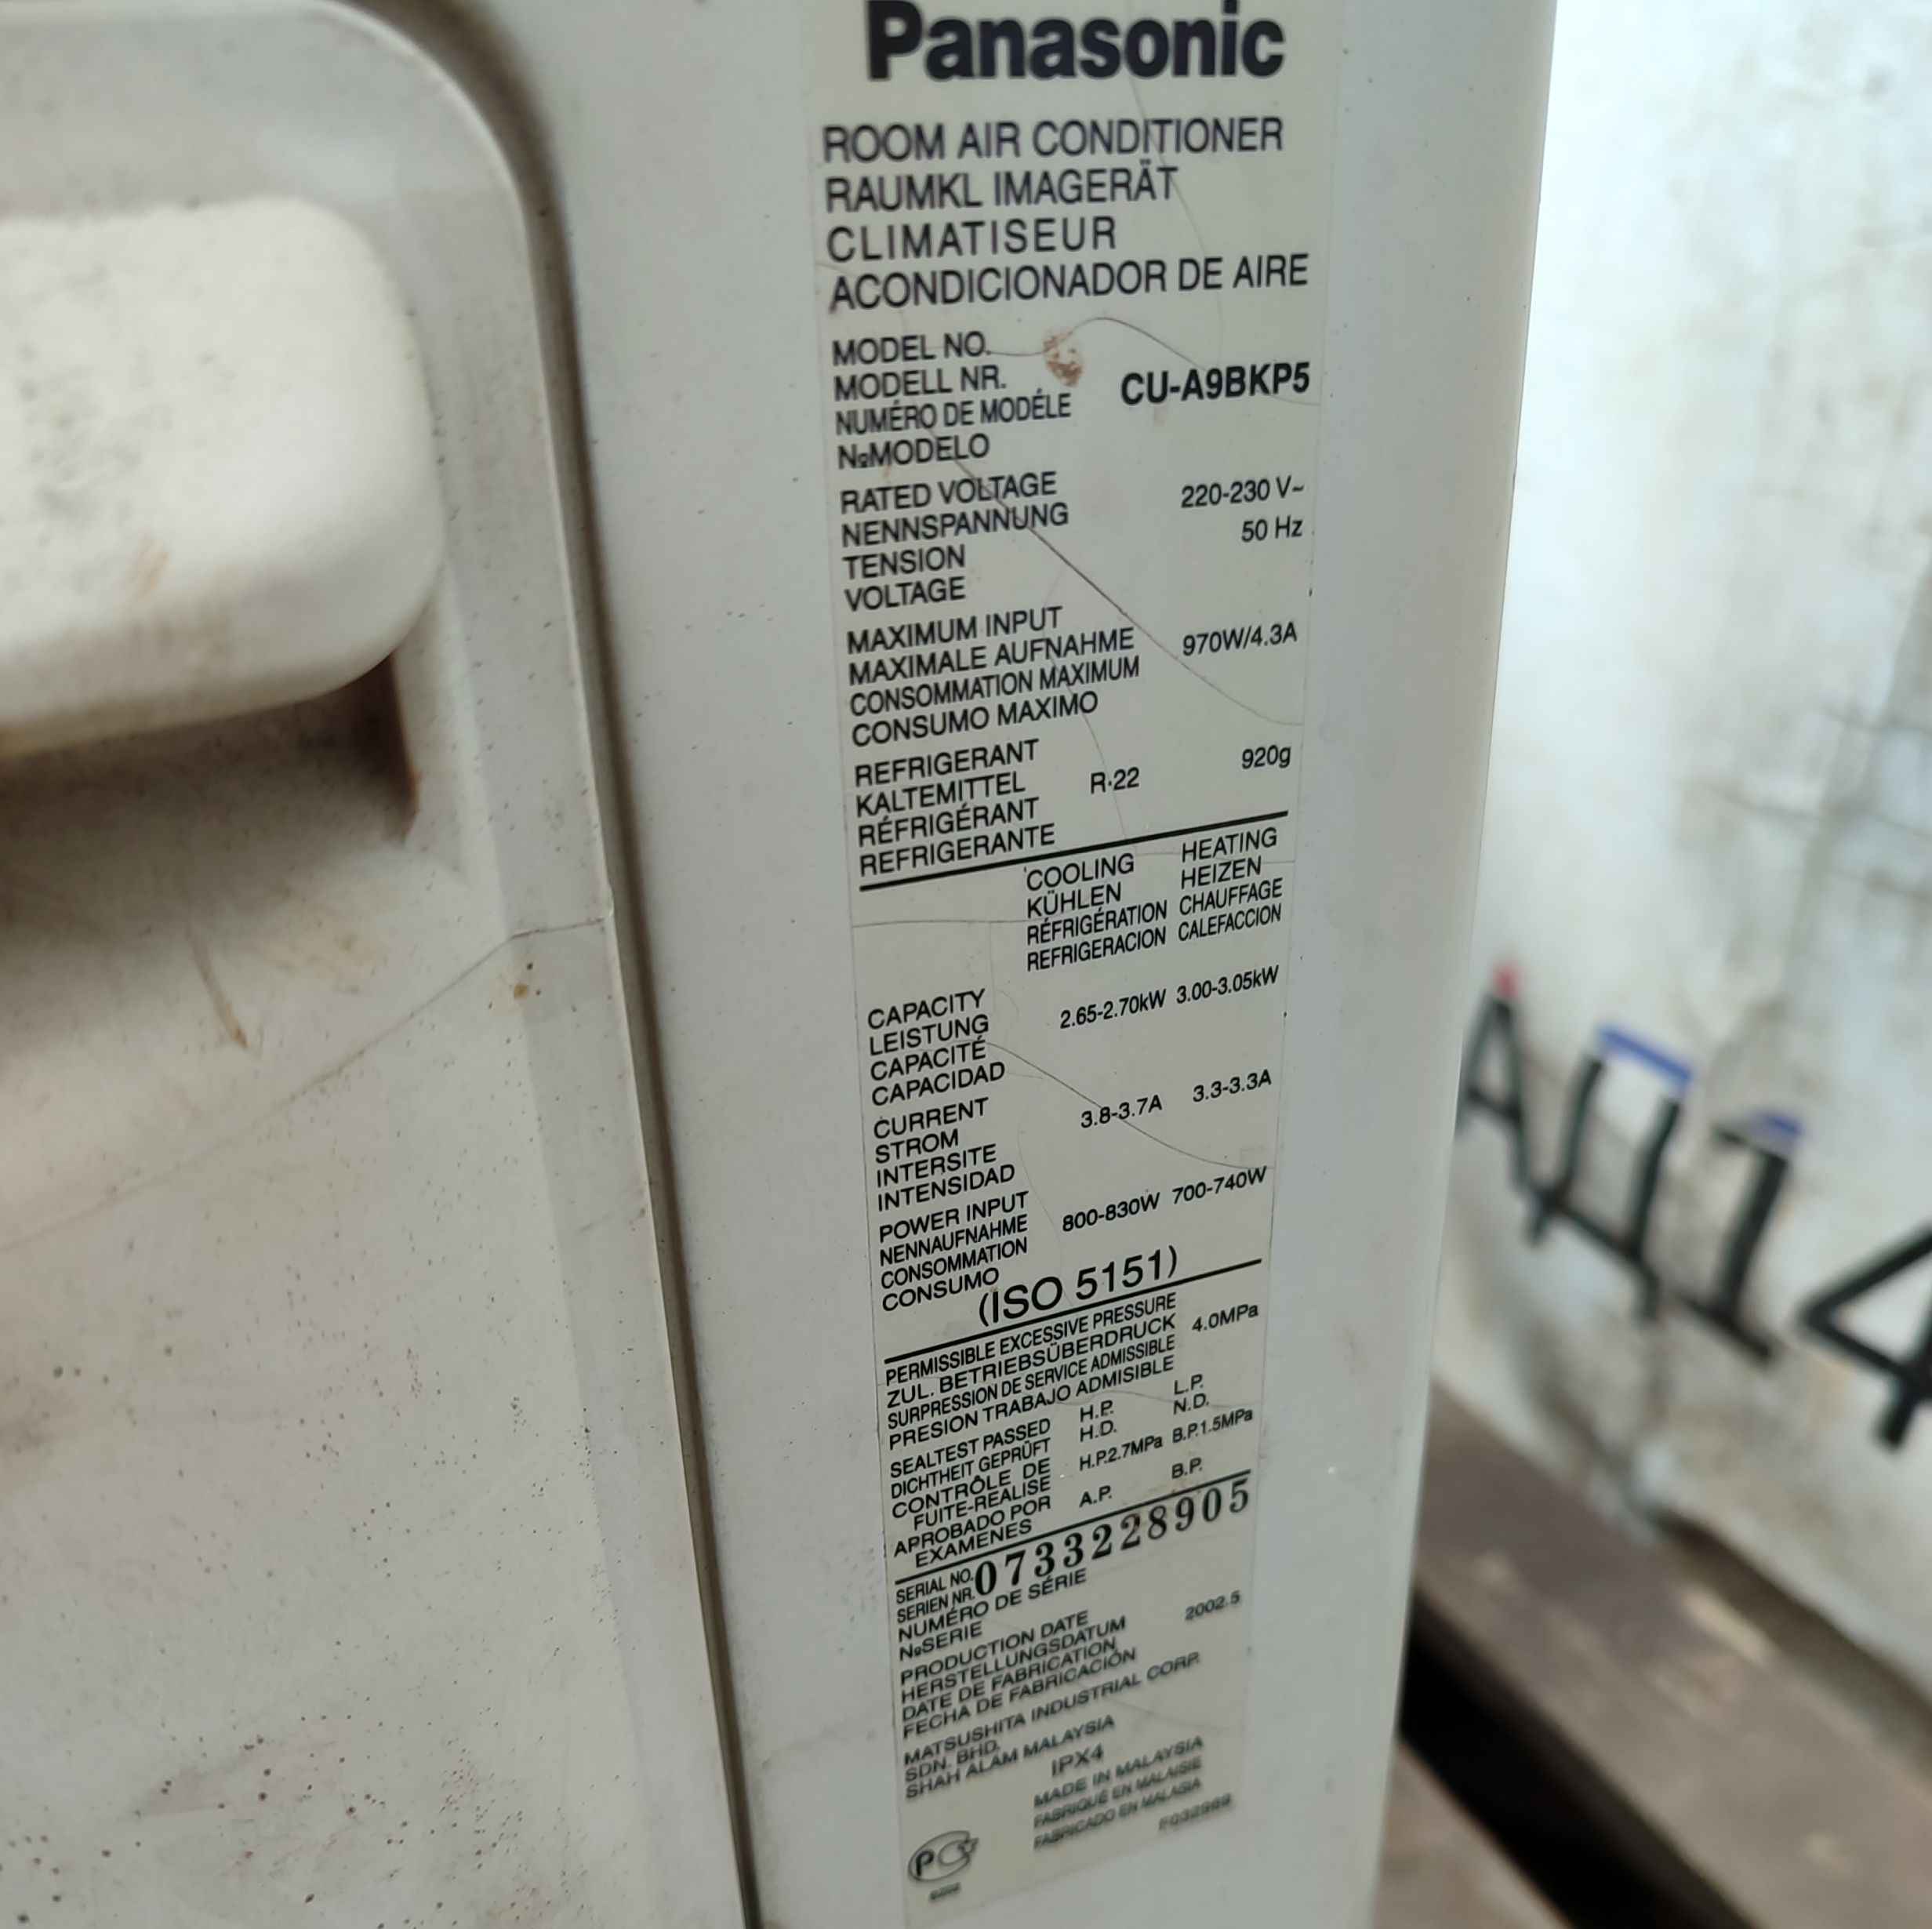 Panasonic
ROOM AIR CONDITIONER
RAUMKL IMAGERÄT
CLIMATISEUR
ACONDICIONADOR DE AIRE
MODEL NO.
MODELL NR.
NUMÉRO DE MODÉLE
№MODELO
CU-A9BKP5
RATED VOLTAGE
NENNSPANNUNG
TENSION
VOLTAGE
220-230 V~
50 Hz
MAXIMUM INPUT
MAXIMALE AUFNAHME
CONSOMMATION MAXIMUM
CONSUMO MAXIMO
970W/4.3A
REFRIGERANT
KALTEMITTEL
RÉFRIGÉRANT
REFRIGERANTE
R·22 920g
COOLING HEATING
KÜHLEN HEIZEN
RÉFRIGÉRATION CHAUFFAGE
REFRIGERACION CALEFACCION
CAPACITY
LEISTUNG
CAPACITÉ
CAPACIDAD
2.65-2.70kW 3.00-3.05kW
CURRENT
STROM
INTERSITE
INTENSIDAD
3.8-3.7A 3.3-3.3A
POWER INPUT
NENNAUFNAHME
CONSOMMATION
CONSUMO
800-830W 700-740W
(ISO 5151)
PERMISSIBLE EXCESSIVE PRESSURE
ZUL. BETRIEBSÜBERDRUCK
SURPRESSION DE SERVICE ADMISSIBLE
PRESION TRABAJO ADMISIBLE
4.0MPa
SEALTEST PASSED H.P. L.P.
DICHTHEIT GEPRÜFT H.D. N.D.
CONTRÔLE DE H.P.2.7MPa B.P.1.5MPa
FUITE-REALISE
APROBADO POR A.P. B.P.
EXAMENES
SERIAL NO.
SERIEN NR.
NUMÉRO DE SÉRIE
№SERIE
0733228905
PRODUCTION DATE
HERSTELLUNGSDATUM
DATE DE FABRICATION
FECHA DE FABRICACIÓN
2002.5
MATSUSHITA INDUSTRIAL CORP.
SDN. BHD.
SHAH ALAM MALAYSIA
IPX4
MADE IN MALAYSIA
FABRIQUÉ EN MALAISIE
FABRICADO EN MALASIA